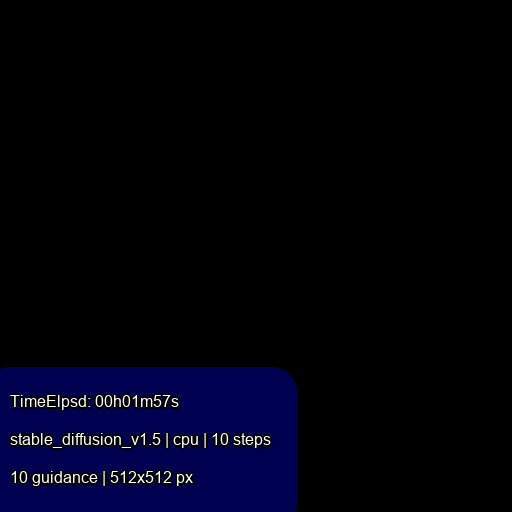 TimeElpsd: 00h01m57s
stable_diffusion_v1.5 | cpu | 10 steps
10 guidance | 512x512 px